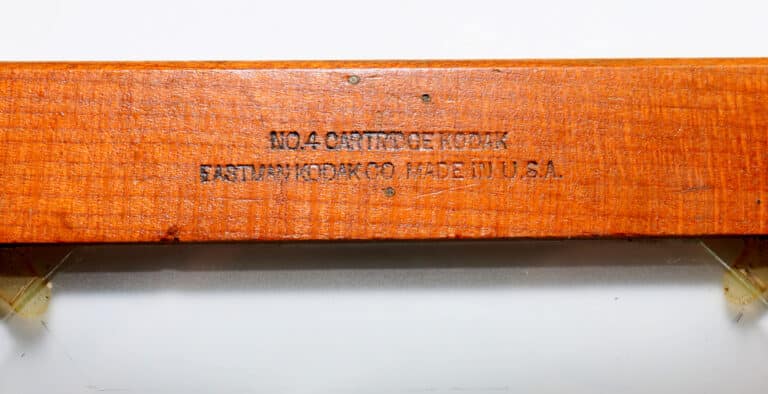 NO.4 CARTRIDGE KODAK
EASTMAN KODAK CO. MADE IN U.S.A.